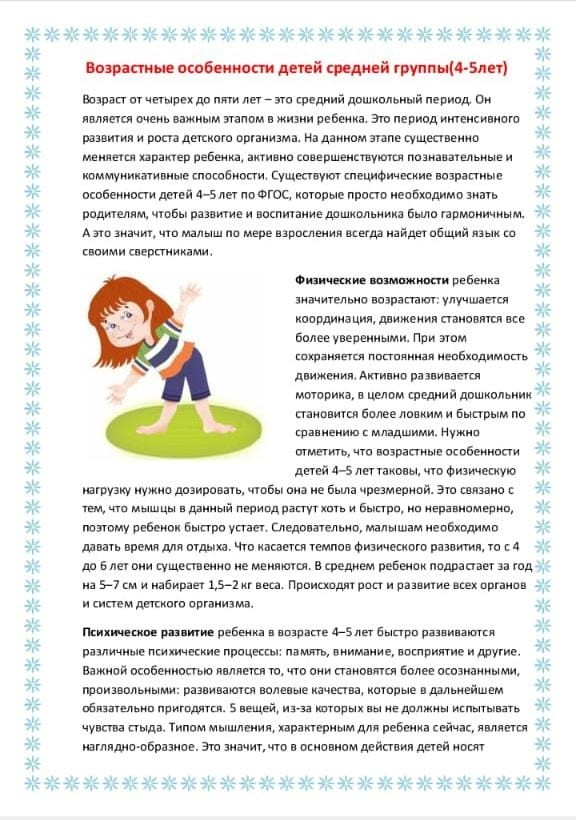 Возрастные особенности детей средней группы(4-5лет)
Возраст от четырех до пяти лет – это средний дошкольный период. Он
является очень важным этапом в жизни ребенка. Это период интенсивного
развития и роста детского организма. На данном этапе существенно
меняется характер ребенка, активно совершенствуются познавательные и
коммуникативные способности. Существуют специфические возрастные
особенности детей 4–5 лет по ФГОС, которые просто необходимо знать
родителям, чтобы развитие и воспитание дошкольника было гармоничным.
А это значит, что малыш по мере взросления всегда найдет общий язык со
своими сверстниками.
Физические возможности ребенка
значительно возрастают: улучшается
координация, движения становятся все
более уверенными. При этом
сохраняется постоянная необходимость
движения. Активно развивается
моторика, в целом средний дошкольник
становится более ловким и быстрым по
сравнению с младшими. Нужно
отметить, что возрастные особенности
детей 4–5 лет таковы, что физическую
нагрузку нужно дозировать, чтобы она не была чрезмерной. Это связано с
тем, что мышцы в данный период растут хоть и быстро, но неравномерно,
поэтому ребенок быстро устает. Следовательно, малышам необходимо
давать время для отдыха. Что касается темпов физического развития, то с 4
до 6 лет они существенно не меняются. В среднем ребенок подрастает за год
на 5–7 см и набирает 1,5–2 кг веса. Происходят рост и развитие всех органов
и систем детского организма.
Психическое развитие ребенка в возрасте 4–5 лет быстро развиваются
различные психические процессы: память, внимание, восприятие и другие.
Важной особенностью является то, что они становятся более осознанными,
произвольными: развиваются волевые качества, которые в дальнейшем
обязательно пригодятся. 5 вещей, из-за которых вы не должны испытывать
чувства стыда. Типом мышления, характерным для ребенка сейчас, является
наглядно-образное. Это значит, что в основном действия детей носят